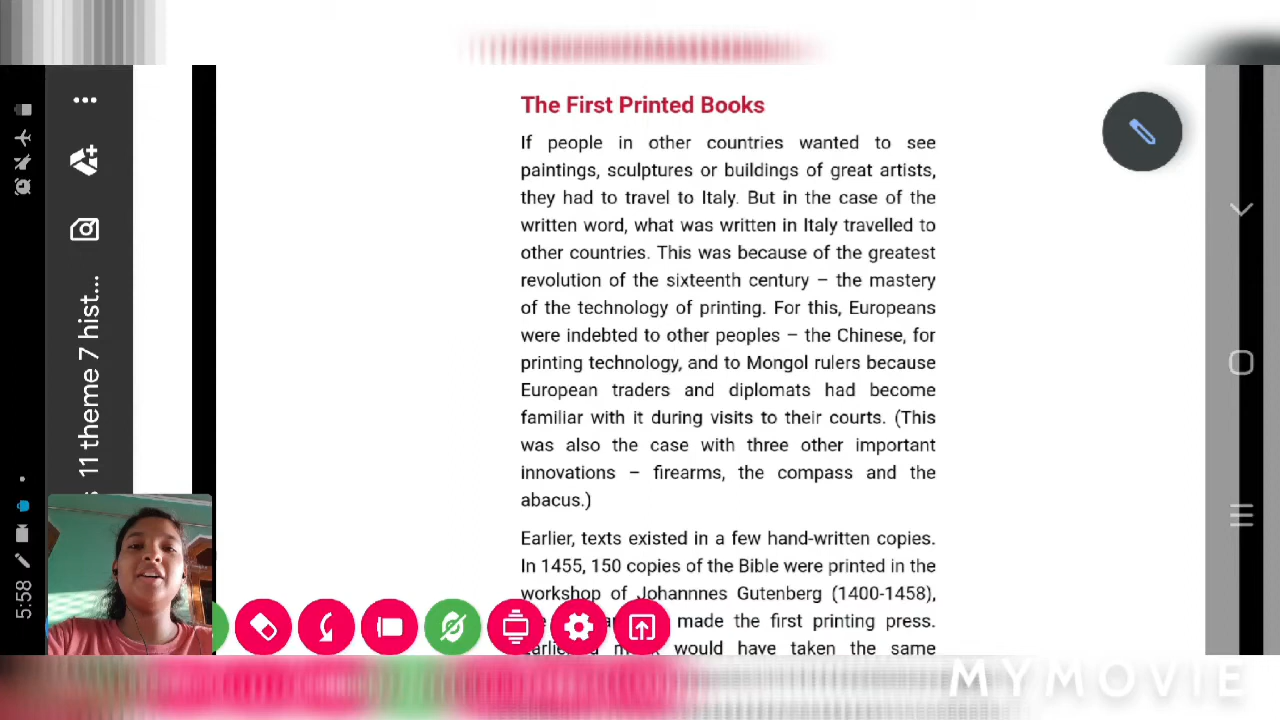 The First Printed Books
If people in other countries wanted to see
paintings, sculptures or buildings of great artists,
they had to travel to Italy. But in the case of the
written word, what was written in Italy travelled to
other countries. This was because of the greatest
revolution of the sixteenth century – the mastery
of the technology of printing. For this, Europeans
were indebted to other peoples – the Chinese, for
printing technology, and to Mongol rulers because
European traders and diplomats had become
familiar with it during visits to their courts. (This
was also the case with three other important
innovations – firearms, the compass and the
abacus.)
Earlier, texts existed in a few hand-written copies.
In 1455, 150 copies of the Bible were printed in the
workshop of Johannnes Gutenberg (1400-1458),
made the first printing press.
would have taken the same
11 theme 7 hist...
5:58
MYMOVIE